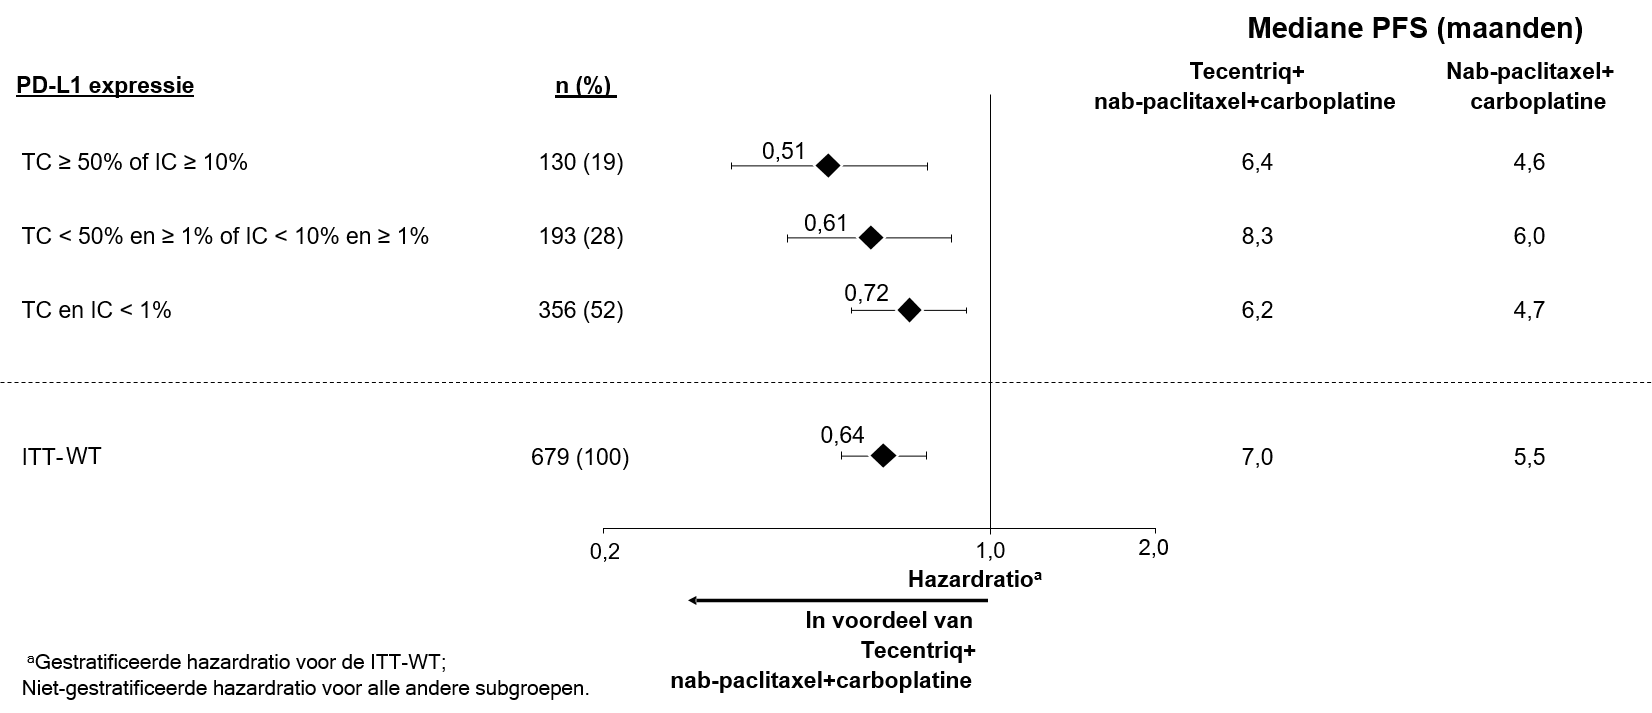 Mediane PFS (maanden)
PD-L1 expressie n (%) Tecentriq+ Nab-paclitaxel+
nab-paclitaxel+carboplatine carboplatine
TC ≥ 50% of IC ≥ 10% 130 (19) 0,51 6,4 4,6
TC < 50% en ≥ 1% of IC < 10% en ≥ 1% 193 (28) 0,61 8,3 6,0
TC en IC < 1% 356 (52) 0,72 6,2 4,7
ITT-WT 679 (100) 0,64 7,0 5,5
0,2 1,0 2,0
Hazardratioᵃ
In voordeel van
Tecentriq+
nab-paclitaxel+carboplatine
ᵃGestratificeerde hazardratio voor de ITT-WT;
Niet-gestratificeerde hazardratio voor alle andere subgroepen.